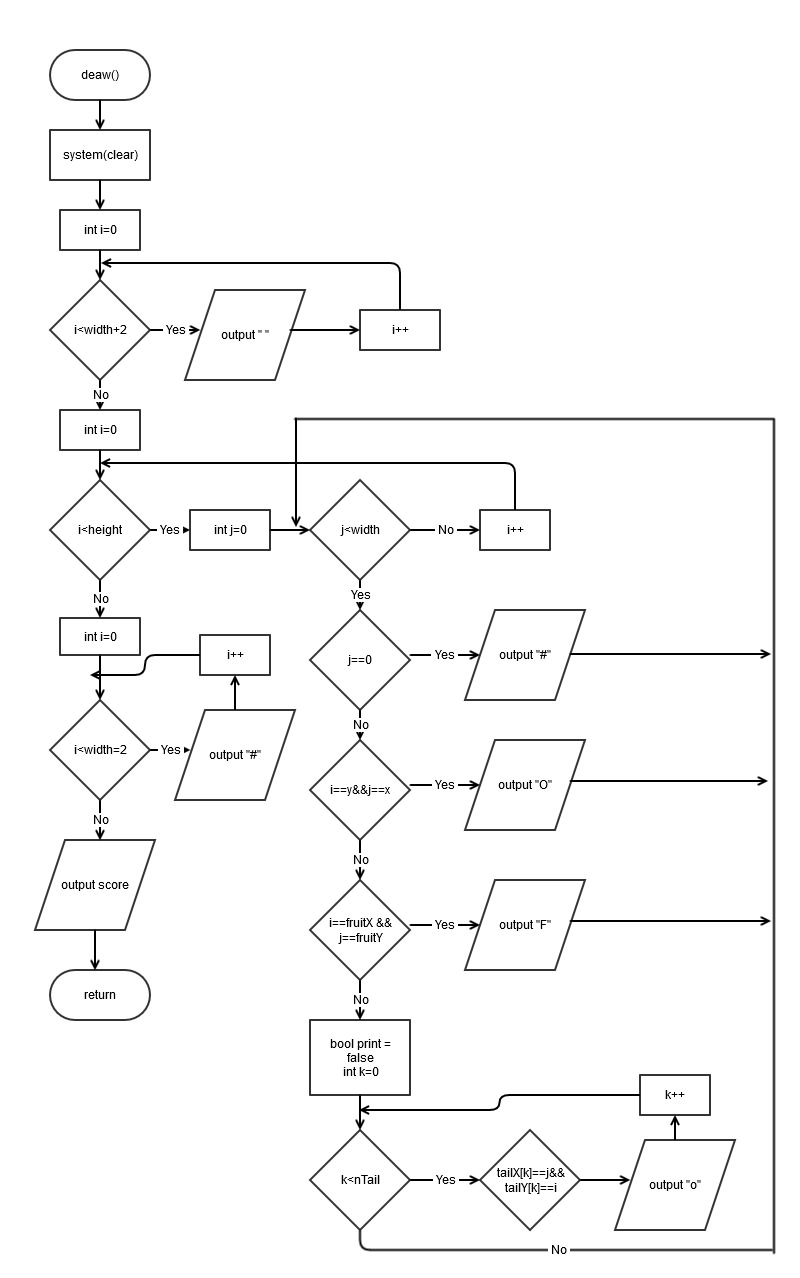 deaw()
system(clear)
int i=0
i<width+2
Yes
output " "
i++
No
int i=0
i<height
Yes
int j=0
j<width
No
i++
No
Yes
int i=0
i++
j==0
Yes
output "#"
No
i<width=2
Yes
output "#"
i==y&&j==x
Yes
output "O"
No
No
output score
i==fruitX &&
j==fruitY
Yes
output "F"
return
No
bool print =
false
int k=0
k++
k<nTail
Yes
tailX[k]==j&&
tailY[k]==i
output "o"
No